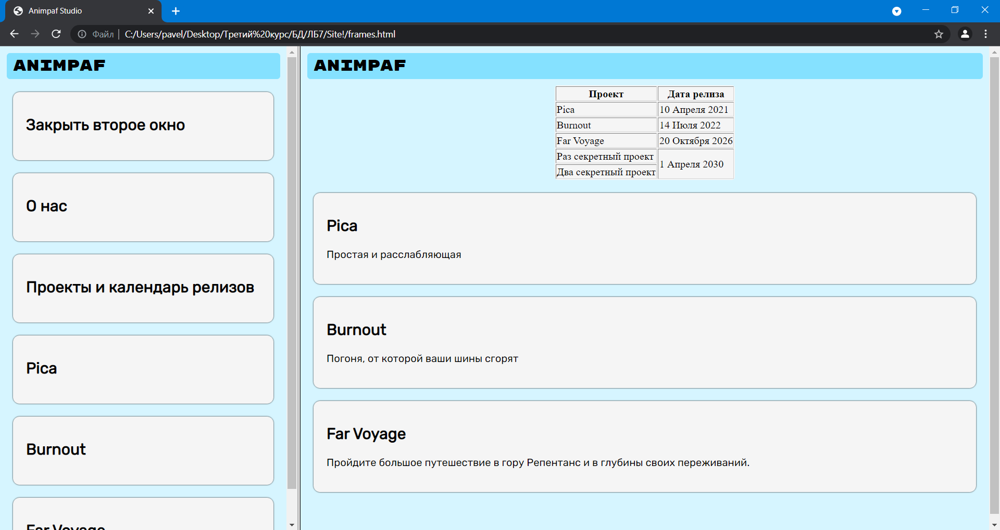 Animpaf Studio
Файл C:/Users/pavel/Desktop/Третий%20курс/БД/ЛБ7/Site!/frames.html
ANIMPAF
Закрыть второе окно
О нас
Проекты и календарь релизов
Pica
Burnout
Far Voyage
ANIMPAF
Проект Дата релиза
Pica 10 Апреля 2021
Burnout 14 Июля 2022
Far Voyage 20 Октября 2026
Раз секретный проект 1 Апреля 2030
Два секретный проект
Pica
Простая и расслабляющая
Burnout
Погоня, от которой ваши шины сгорят
Far Voyage
Пройдите большое путешествие в гору Репентанс и в глубины своих переживаний.